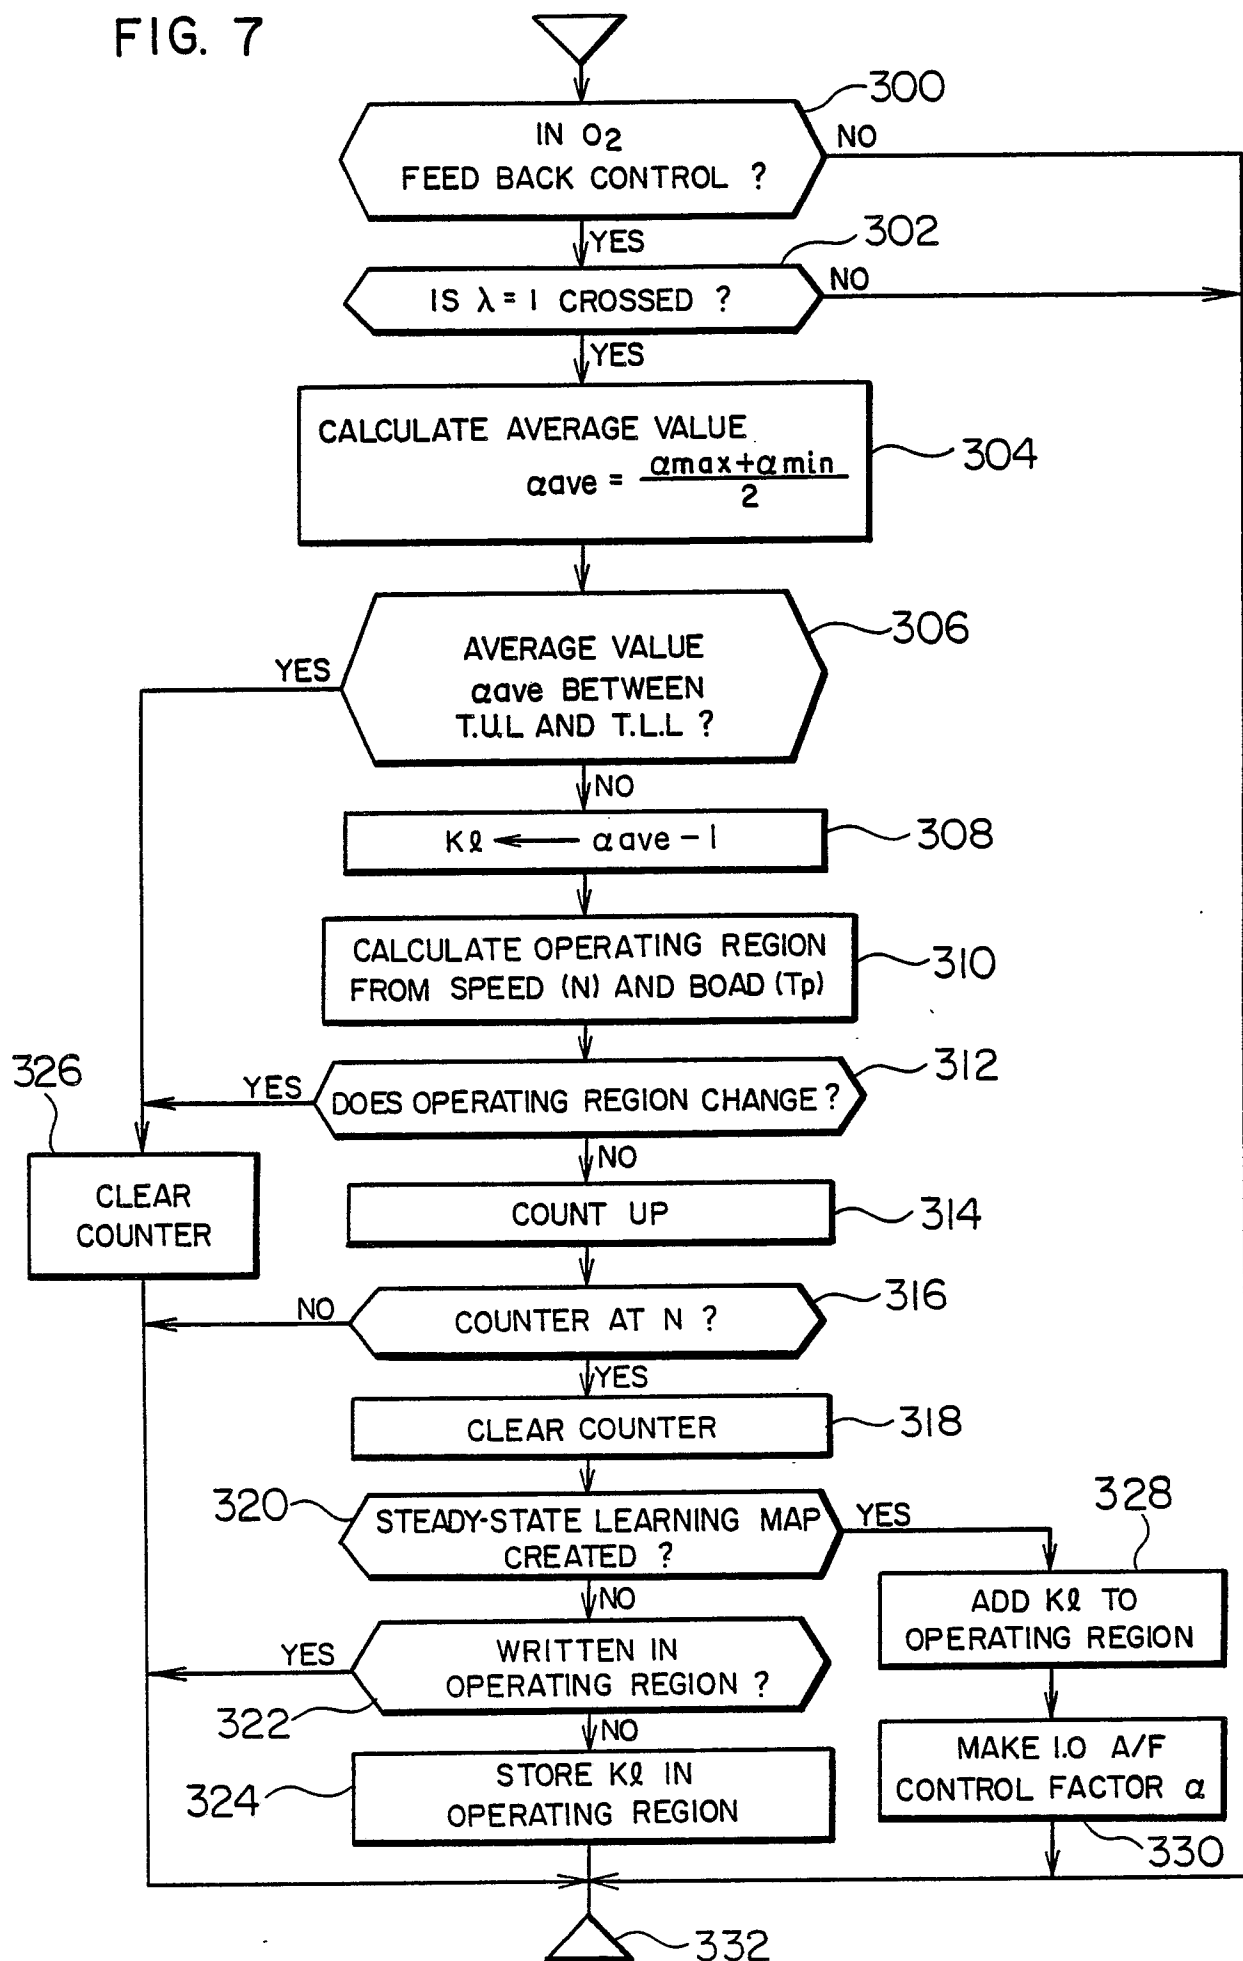 FIG. 7
300
IN O2
FEED BACK CONTROL ?
NO
YES
302
IS λ = 1 CROSSED ?
NO
YES
CALCULATE AVERAGE VALUE
αave = αmax+αmin
2
304
306
AVERAGE VALUE
αave BETWEEN
T.U.L AND T.L.L ?
YES
NO
Kℓ ← αave – 1
308
CALCULATE OPERATING REGION
FROM SPEED (N) AND BOAD (Tp)
310
312
DOES OPERATING REGION CHANGE ?
YES
NO
326
CLEAR
COUNTER
COUNT UP
314
316
COUNTER AT N ?
NO
YES
CLEAR COUNTER
318
320
STEADY-STATE LEARNING MAP
CREATED ?
YES
NO
328
ADD Kℓ TO
OPERATING REGION
WRITTEN IN
OPERATING REGION ?
YES
322
NO
MAKE 1.0 A/F
CONTROL FACTOR α
330
STORE Kℓ IN
OPERATING REGION
324
332